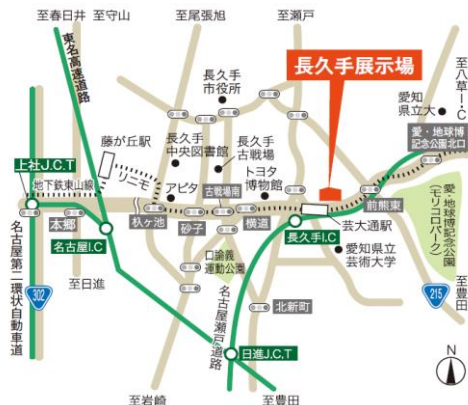 至春日井
至守山
至尾張旭
至瀬戸
東名高速道路
長久手
市役所
長久手展示場
至八草I・C
愛知
県立大
愛・地球博
記念公園北口
藤が丘駅
長久手
中央図書館
長久手
古戦場
トヨタ
博物館
上社J.C.T
地下鉄東山線
リニモ
アピタ
古戦場南
本郷
名古屋I.C
杁ヶ池
砂子
横道
長久手I.C
前熊東
芸大通駅
愛・地球博記念公園
(モリコロパーク)
口論義
運動公園
愛知県立
芸術大学
名古屋第二環状自動車道
302
至日進
名古屋瀬戸道路
北新町
215
至豊田
日進J.C.T
N
至岩崎
至豊田